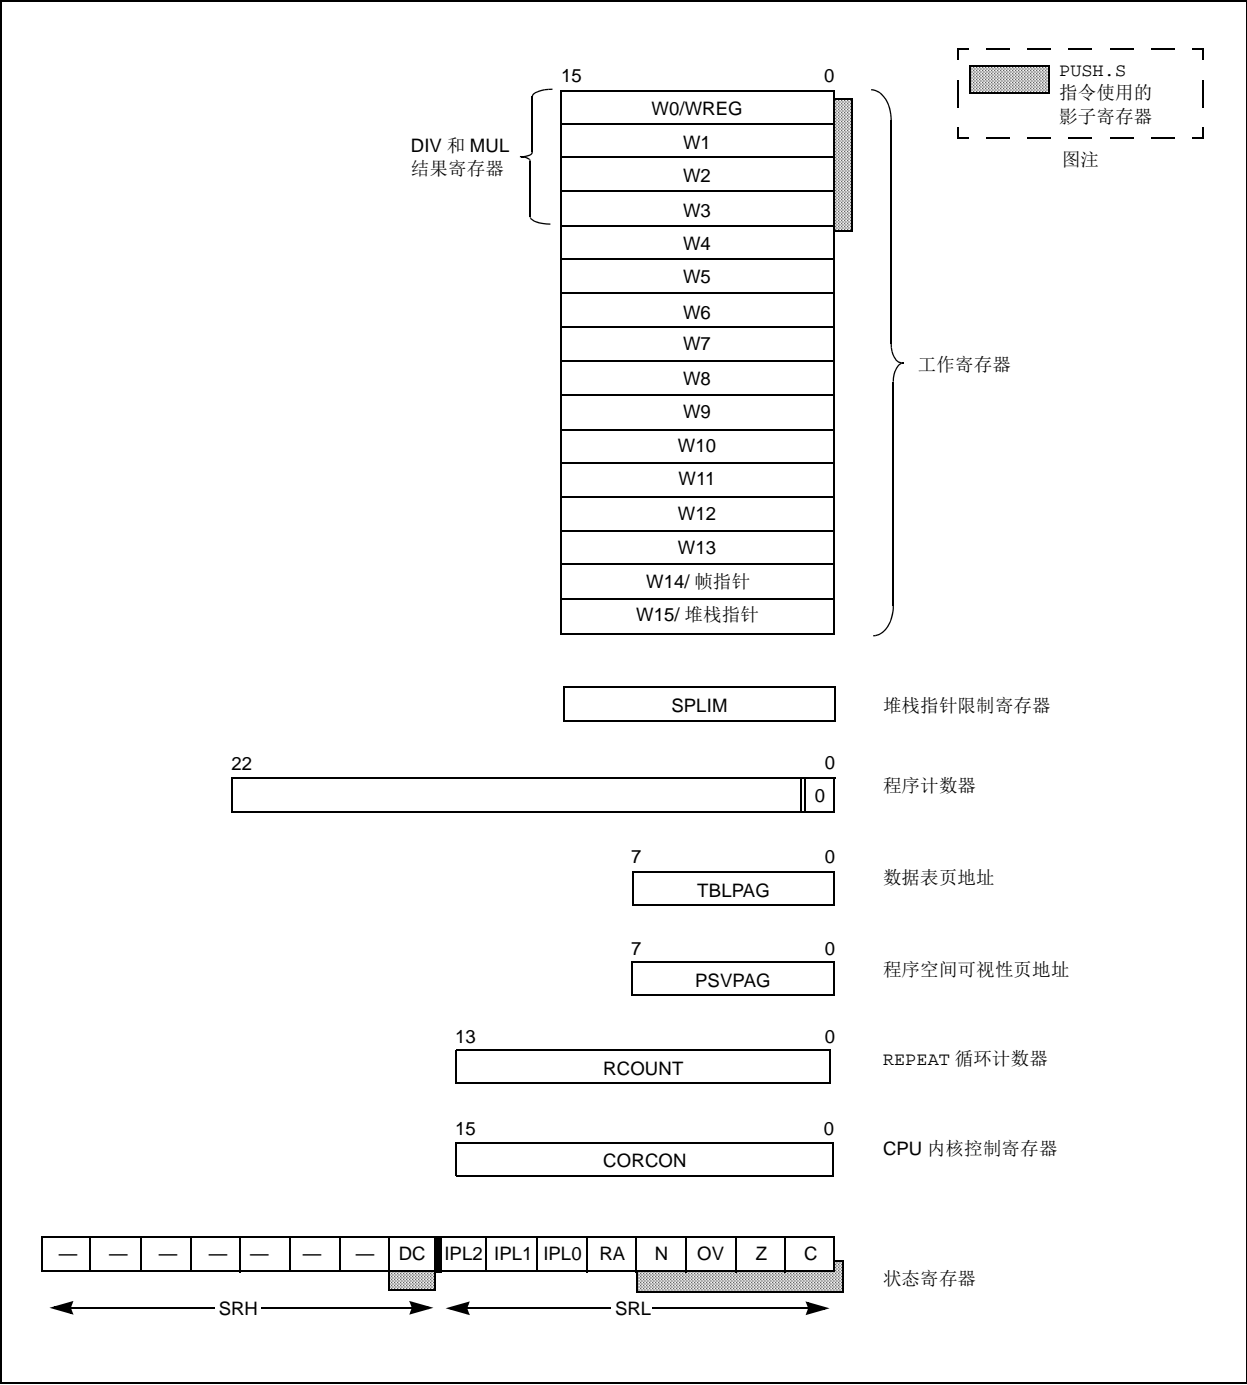 PUSH.S
指令使用的
影子寄存器
图注
15 0
DIV 和 MUL
结果寄存器
W0/WREG
W1
W2
W3
W4
W5
W6
W7
W8
W9
W10
W11
W12
W13
W14/ 帧指针
W15/ 堆栈指针
工作寄存器
SPLIM
堆栈指针限制寄存器
22 0
0
程序计数器
7 0
TBLPAG
数据表页地址
7 0
PSVPAG
程序空间可视性页地址
13 0
RCOUNT
REPEAT 循环计数器
15 0
CORCON
CPU 内核控制寄存器
— — — — — — — DC IPL2 IPL1 IPL0 RA N OV Z C
状态寄存器
SRH SRL